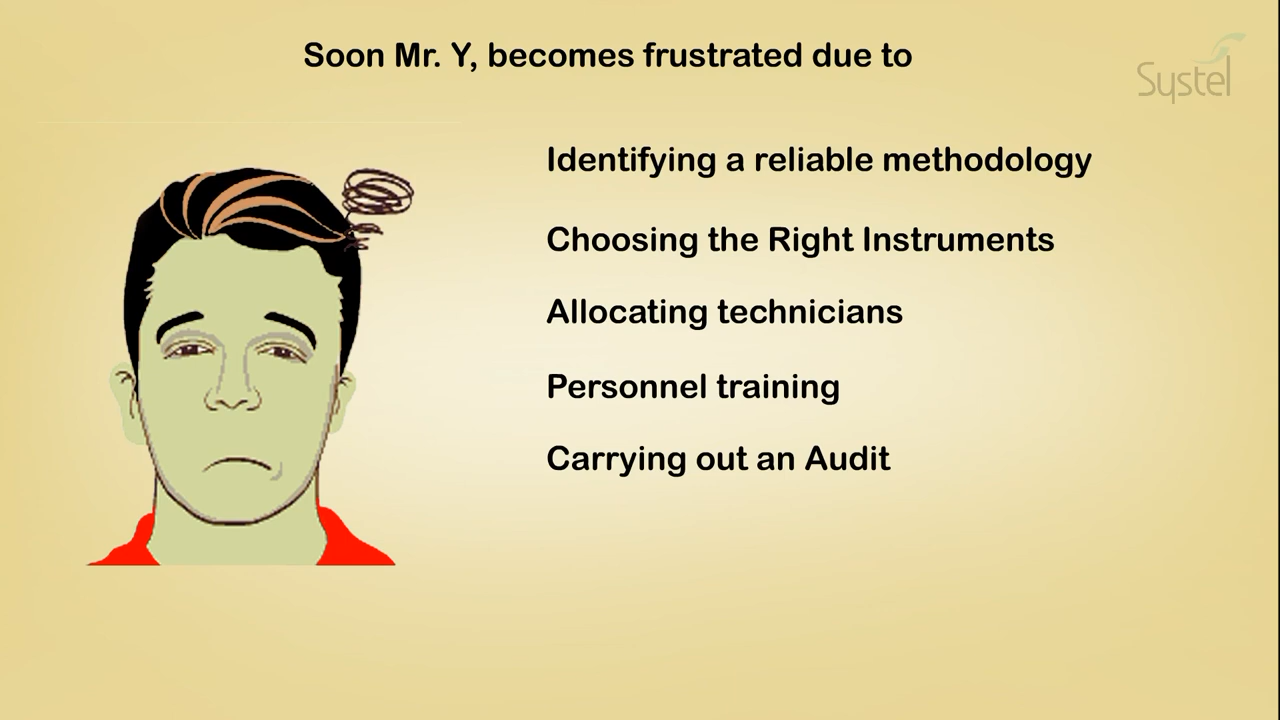 Soon Mr. Y, becomes frustrated due to
Systel
Identifying a reliable methodology
Choosing the Right Instruments
Allocating technicians
Personnel training
Carrying out an Audit